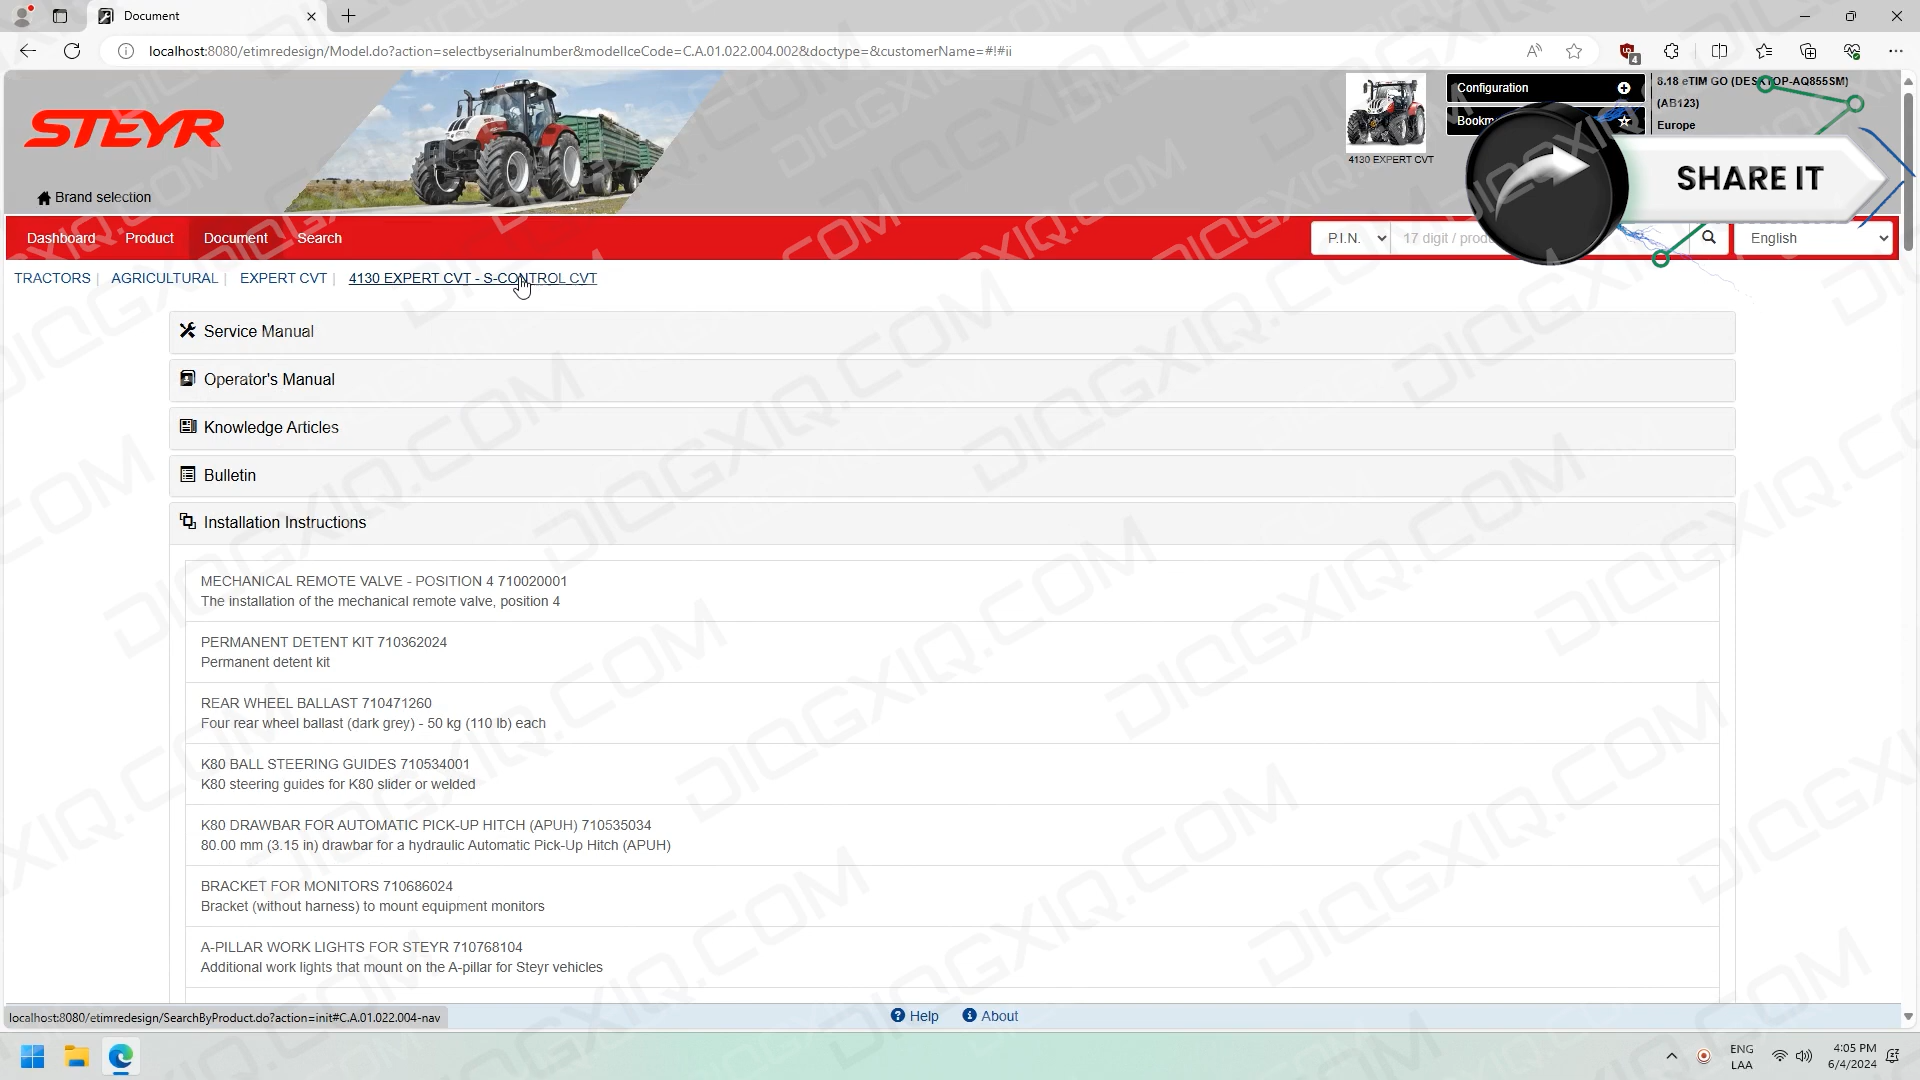 Document
localhost:8080/etimredesign/Model.do?action=selectbyserialnumber&modelIceCode=C.A.01.022.004.002&doctype=&customerName=#!#ii
4
STEYR
4130 EXPERT CVT
Configuration
8.18 eTIM GO (DESKTOP-AQ855SM)
(AB123)
Europe
SHARE IT
Brand selection
Dashboard Product Document Search
P.I.N.
17 digit /
English
TRACTORS | AGRICULTURAL | EXPERT CVT | 4130 EXPERT CVT - S-CONTROL CVT
Service Manual
Operator's Manual
Knowledge Articles
Bulletin
Installation Instructions
MECHANICAL REMOTE VALVE - POSITION 4 710020001
The installation of the mechanical remote valve, position 4
PERMANENT DETENT KIT 710362024
Permanent detent kit
REAR WHEEL BALLAST 710471260
Four rear wheel ballast (dark grey) - 50 kg (110 lb) each
K80 BALL STEERING GUIDES 710534001
K80 steering guides for K80 slider or welded
K80 DRAWBAR FOR AUTOMATIC PICK-UP HITCH (APUH) 710535034
80.00 mm (3.15 in) drawbar for a hydraulic Automatic Pick-Up Hitch (APUH)
BRACKET FOR MONITORS 710686024
Bracket (without harness) to mount equipment monitors
A-PILLAR WORK LIGHTS FOR STEYR 710768104
Additional work lights that mount on the A-pillar for Steyr vehicles
localhost:8080/etimredesign/SearchByProduct.do?action=init#C.A.01.022.004-nav
Help About
ENG
LAA
4:05 PM
6/4/2024
DIQGXIQ.COM